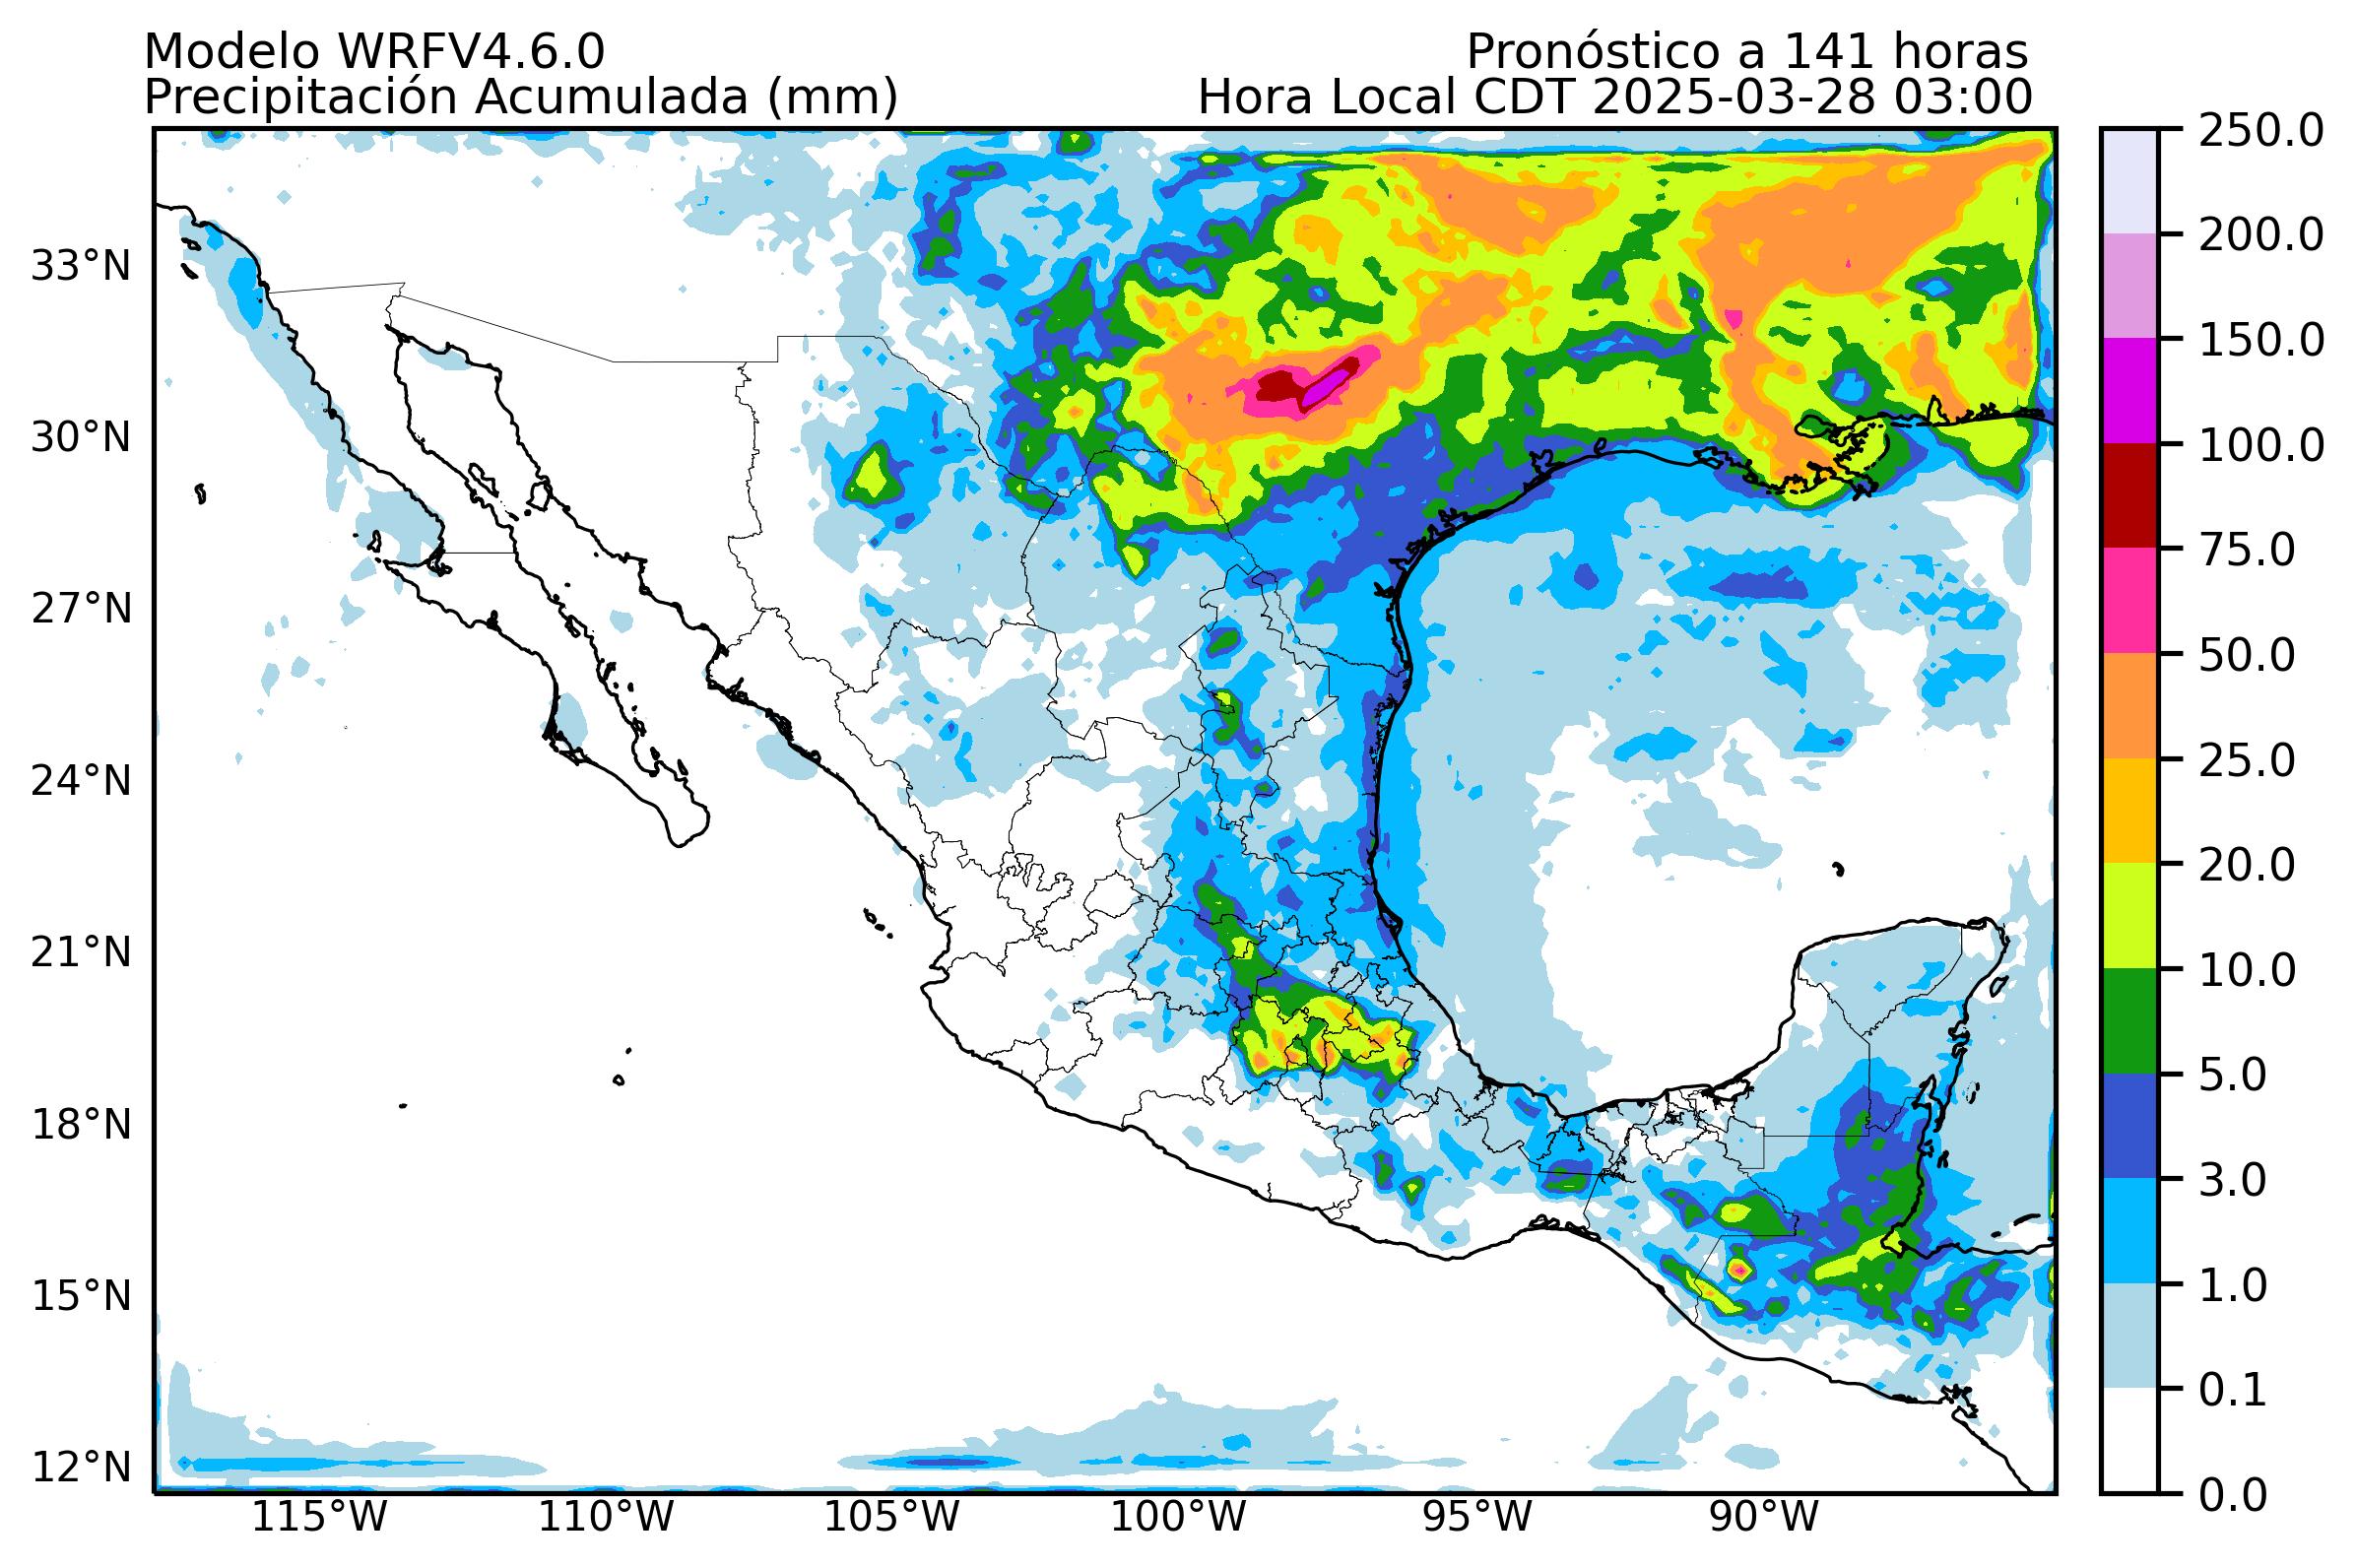 Modelo WRFV4.6.0
Pronóstico a 141 horas
Precipitación Acumulada (mm)
Hora Local CDT 2025-03-28 03:00
33°N
30°N
27°N
24°N
21°N
18°N
15°N
12°N
115°W
110°W
105°W
100°W
95°W
90°W
250.0
200.0
150.0
100.0
75.0
50.0
25.0
20.0
10.0
5.0
3.0
1.0
0.1
0.0